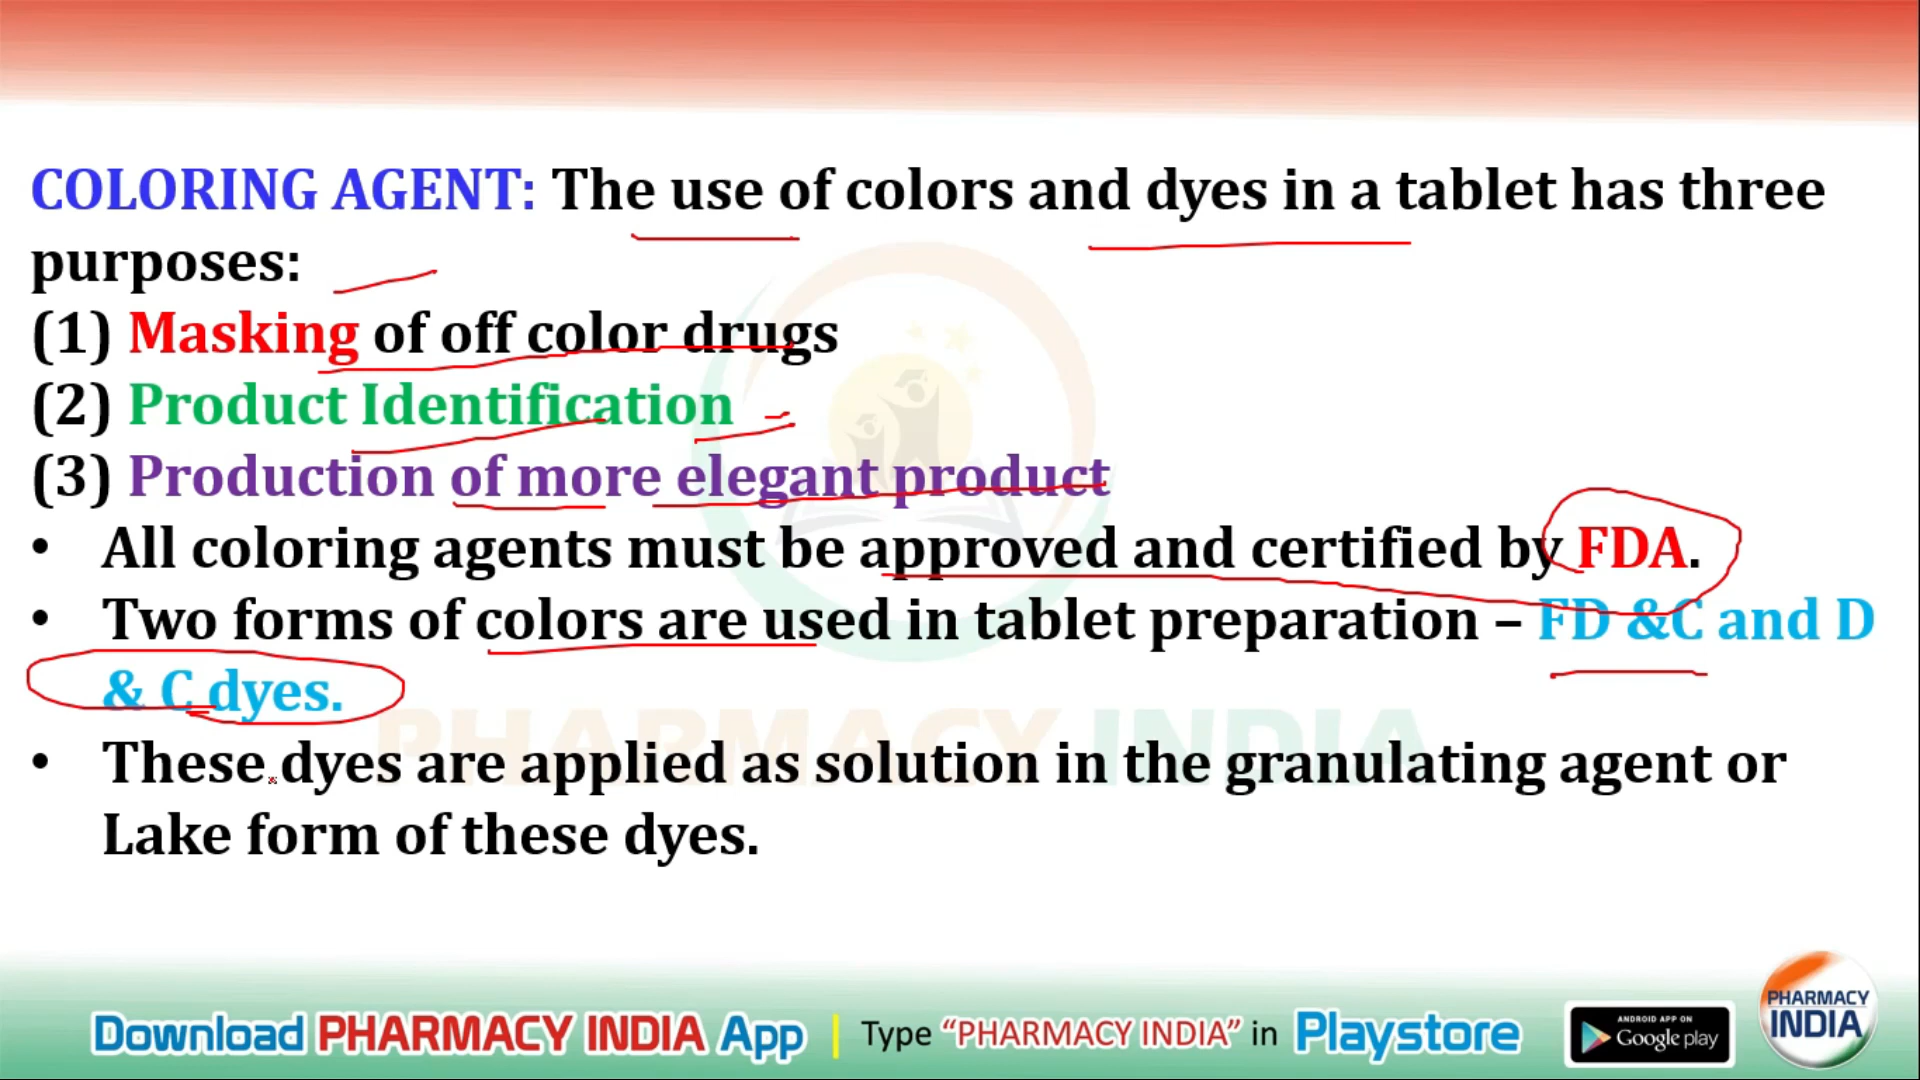 COLORING AGENT: The use of colors and dyes in a tablet has three
purposes:
(1) Masking of off color drugs
(2) Product Identification
(3) Production of more elegant product
• All coloring agents must be approved and certified by FDA.
• Two forms of colors are used in tablet preparation – FD &C and D
& C dyes.
• These dyes are applied as solution in the granulating agent or
Lake form of these dyes.
PHARMACY INDIA
Download PHARMACY INDIA App | Type “PHARMACY INDIA” in Playstore
ANDROID APP ON
Google play
PHARMACY
INDIA